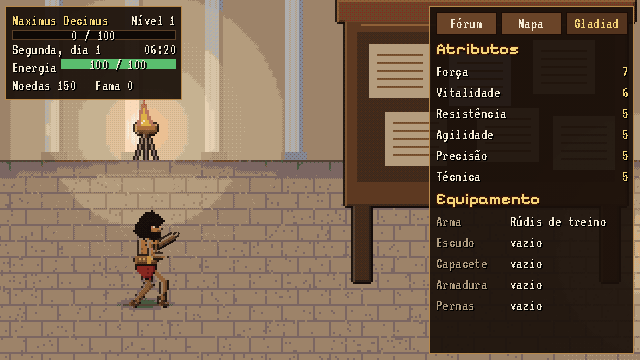 Maximus Decimus Nível 1
0 / 100
Segunda, dia 1 06:20
Energia 100 / 100
Moedas 150 Fama 0
Fórum Mapa Gladiad
Atributos
Força 7
Vitalidade 6
Resistência 5
Agilidade 5
Precisão 5
Técnica 5
Equipamento
Arma Rúdis de treino
Escudo vazio
Capacete vazio
Armadura vazio
Pernas vazio